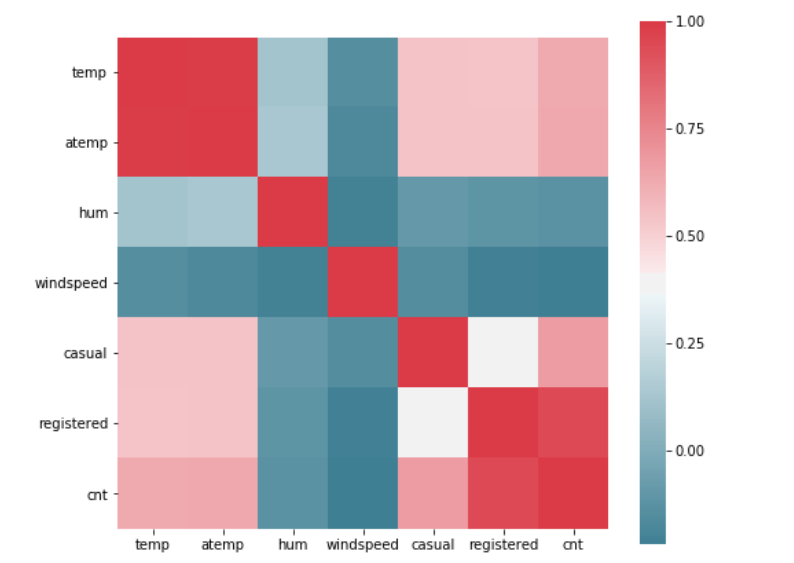 1.00
temp
0.75
atemp
hum
0.50
windspeed
0.25
casual
registered
0.00
cnt
temp atemp hum windspeed casual registered cnt